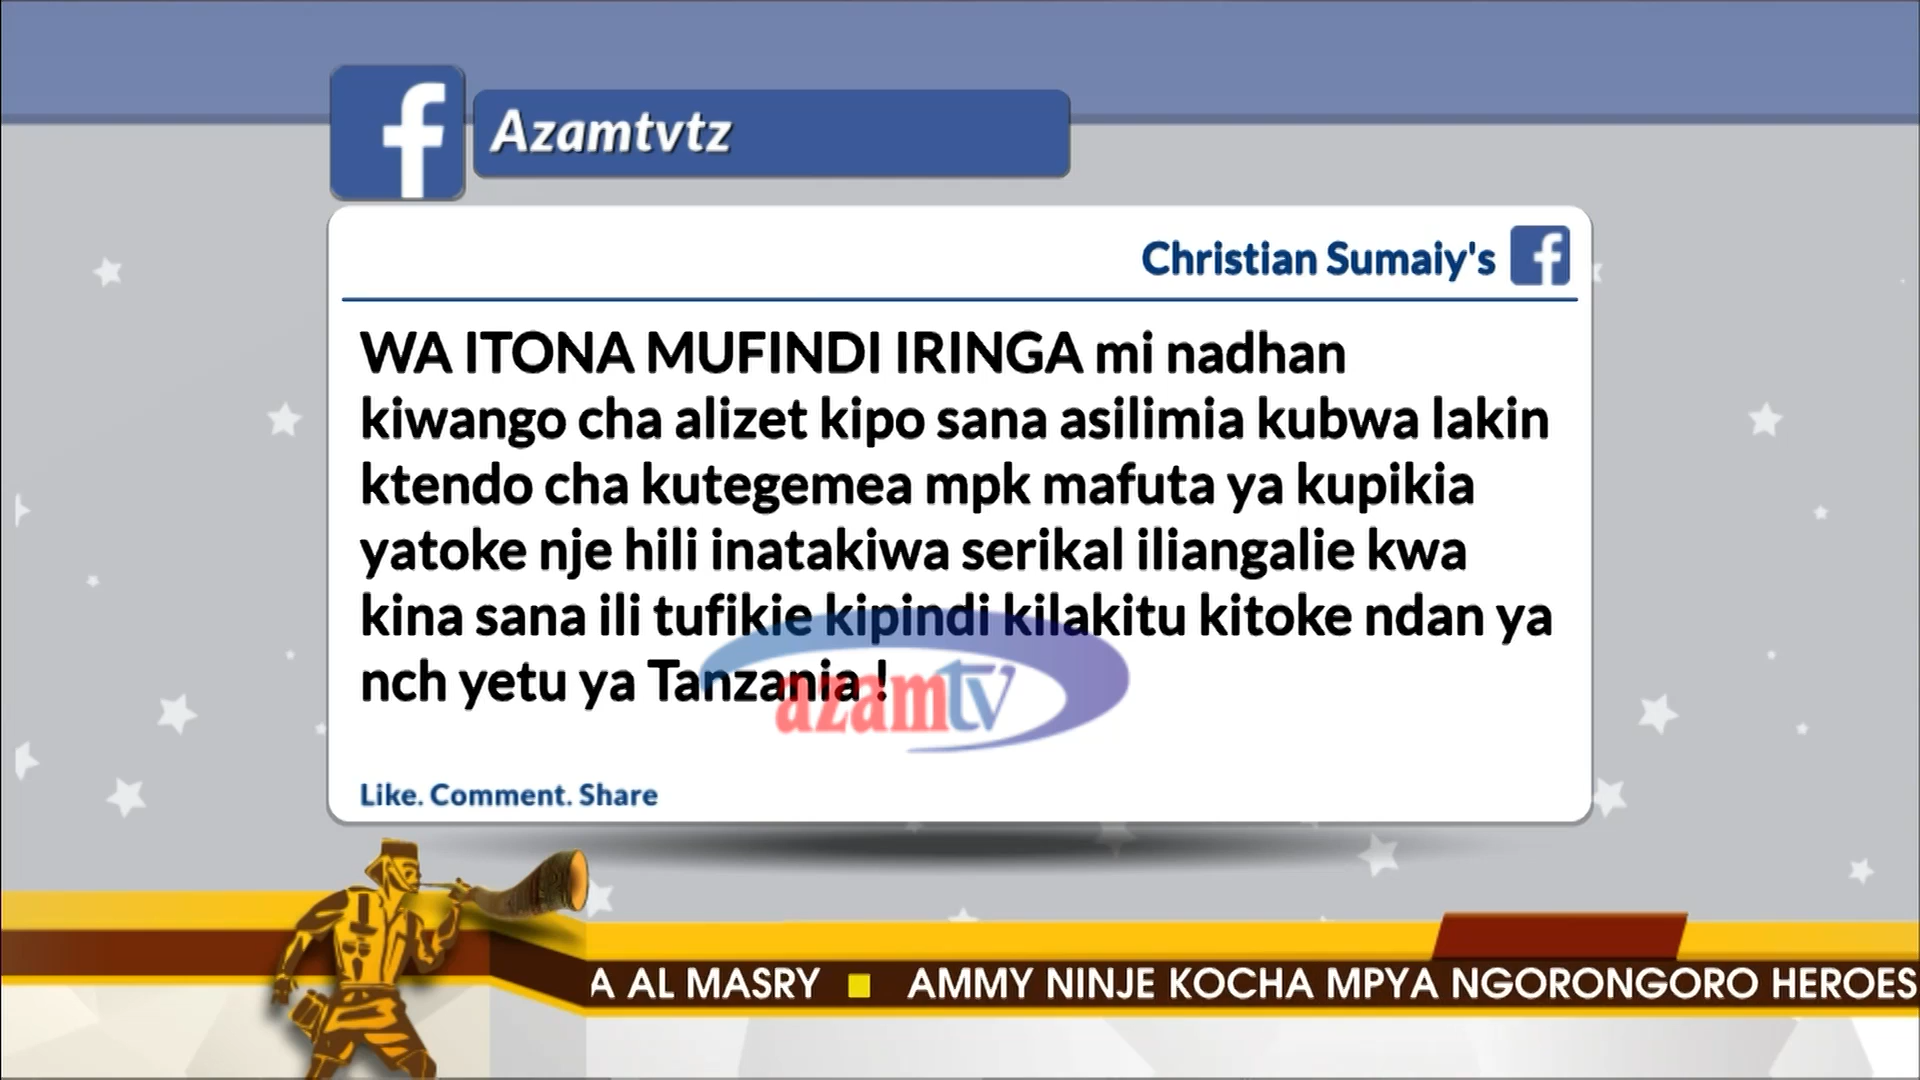 Azamtvtz
Christian Sumaiy's
WA ITONA MUFINDI IRINGA mi nadhan
kiwango cha alizet kipo sana asilimia kubwa lakin
ktendo cha kutegemea mpk mafuta ya kupikia
yatoke nje hili inatakiwa serikal iliangalie kwa
kina sana ili tufikie kipindi kilakitu kitoke ndan ya
nch yetu ya Tanzania !
azamtv
Like. Comment. Share
A AL MASRY AMMY NINJE KOCHA MPYA NGORONGORO HEROES